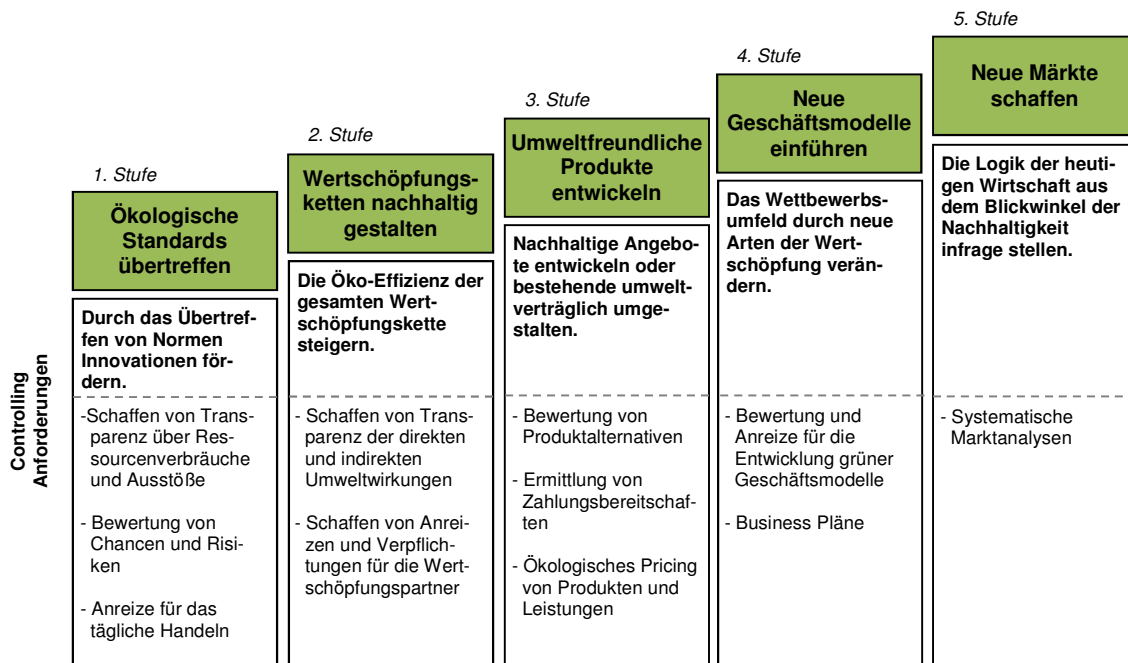 1. Stufe
Ökologische
Standards
übertreffen
Durch das Übertref-
fen von Normen
Innovationen för-
dern.
-Schaffen von Trans-
parenz über Res-
sourcenverbräuche
und Ausstöße
- Bewertung von
Chancen und Risi-
ken
- Anreize für das
tägliche Handeln
2. Stufe
Wertschöpfungs-
ketten nachhaltig
gestalten
Die Öko-Effizienz der
gesamten Wert-
schöpfungskette
steigern.
- Schaffen von Trans-
parenz der direkten
und indirekten
Umweltwirkungen
- Schaffen von Anrei-
zen und Verpflich-
tungen für die Wert-
schöpfungspartner
3. Stufe
Umweltfreundliche
Produkte
entwickeln
Nachhaltige Angebo-
te entwickeln oder
bestehende umwelt-
verträglich umge-
stalten.
- Bewertung von
Produktalternativen
- Ermittlung von
Zahlungsbereitschaf-
ten
- Ökologisches Pricing
von Produkten und
Leistungen
4. Stufe
Neue
Geschäftsmodelle
einführen
Das Wettbewerbs-
umfeld durch neue
Arten der Wert-
schöpfung verän-
dern.
- Bewertung und
Anreize für die
Entwicklung grüner
Geschäftsmodelle
- Business Pläne
5. Stufe
Neue Märkte
schaffen
Die Logik der heuti-
gen Wirtschaft aus
dem Blickwinkel der
Nachhaltigkeit
infrage stellen.
- Systematische
Marktanalysen
Controlling
Anforderungen